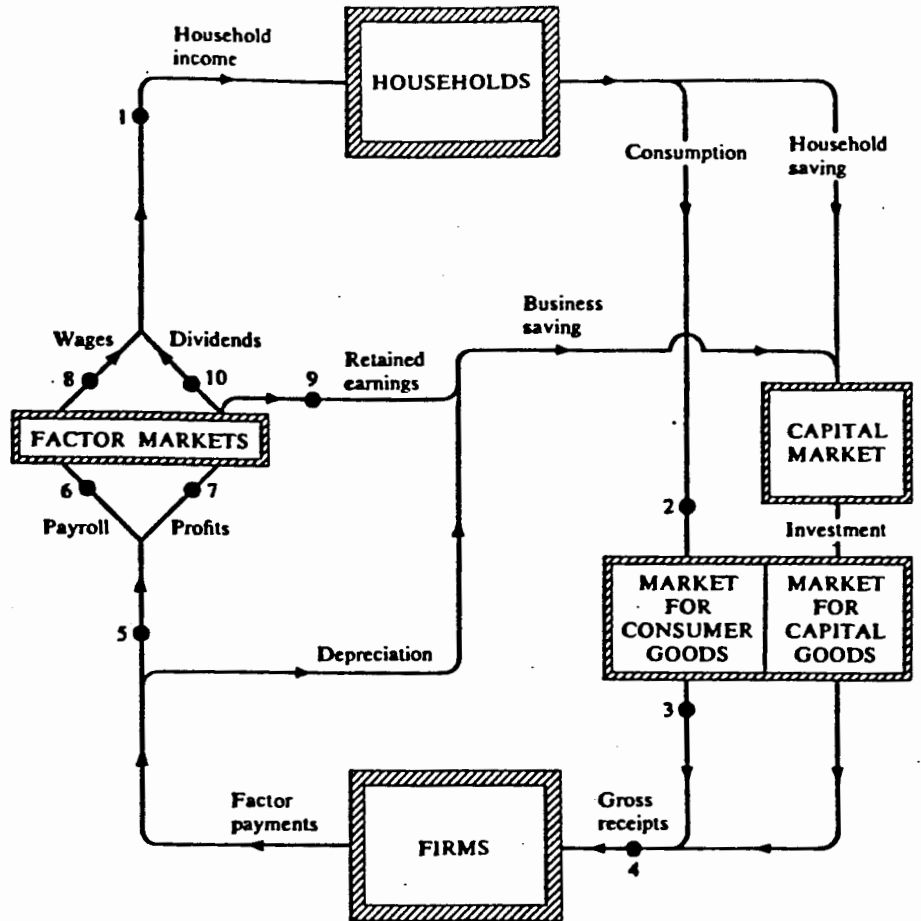 Household
income
HOUSEHOLDS
1
Consumption
Household
saving
Business
saving
Wages
Dividends
8
10
9
Retained
earnings
FACTOR MARKETS
CAPITAL
MARKET
6
7
Payroll
Profits
2
Investment
MARKET
FOR
CONSUMER
GOODS
MARKET
FOR
CAPITAL
GOODS
5
Depreciation
3
Factor
payments
FIRMS
Gross
receipts
4